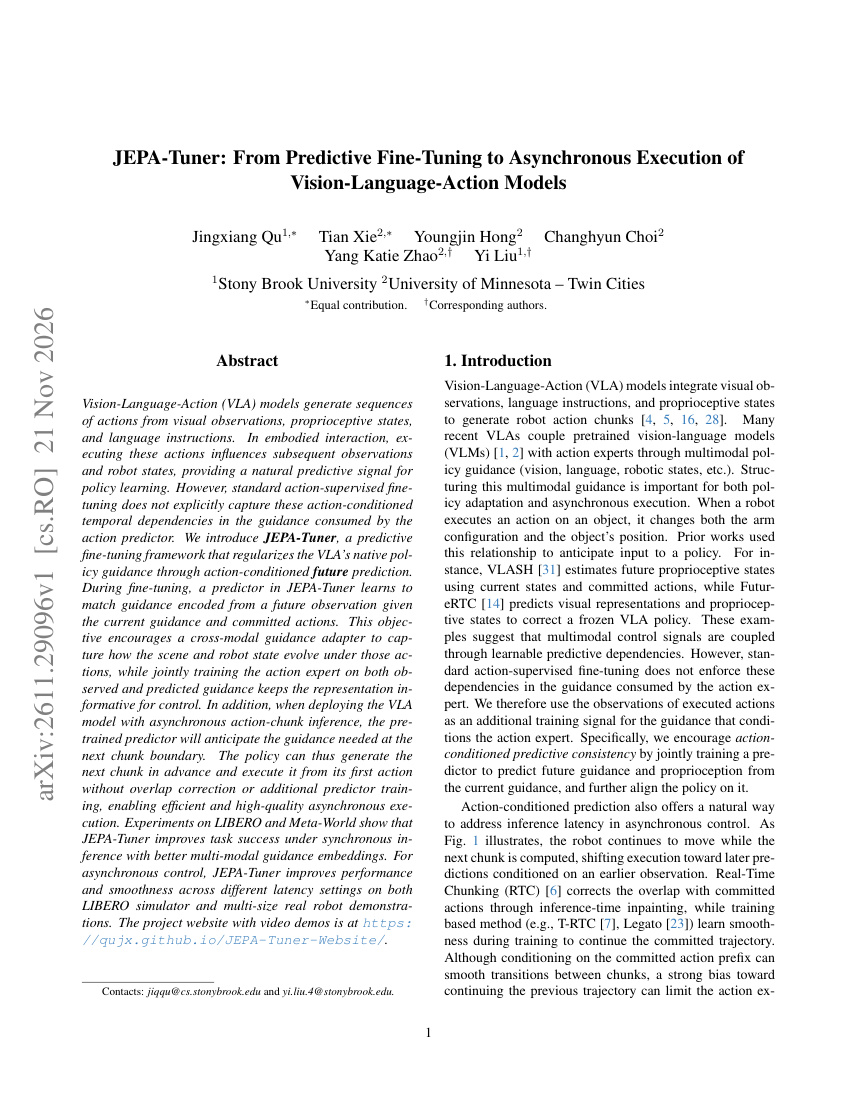 JEPA-Tuner: From Predictive Fine-Tuning to Asynchronous Execution of
Vision-Language-Action Models
Jingxiang Qu1,∗ Tian Xie2,∗ Youngjin Hong2 Changhyun Choi2
Yang Katie Zhao2,† Yi Liu1,†
1Stony Brook University 2University of Minnesota – Twin Cities
∗Equal contribution. †Corresponding authors.
arXiv:2611.29096v1 [cs.RO] 21 Nov 2026
Abstract
Vision-Language-Action (VLA) models generate sequences
of actions from visual observations, proprioceptive states,
and language instructions. In embodied interaction, ex-
ecuting these actions influences subsequent observations
and robot states, providing a natural predictive signal for
policy learning. However, standard action-supervised fine-
tuning does not explicitly capture these action-conditioned
temporal dependencies in the guidance consumed by the
action predictor. We introduce JEPA-Tuner, a predictive
fine-tuning framework that regularizes the VLA's native pol-
icy guidance through action-conditioned future prediction.
During fine-tuning, a predictor in JEPA-Tuner learns to
match guidance encoded from a future observation given
the current guidance and committed actions. This objec-
tive encourages a cross-modal guidance adapter to cap-
ture how the scene and robot state evolve under those ac-
tions, while jointly training the action expert on both ob-
served and predicted guidance keeps the representation in-
formative for control. In addition, when deploying the VLA
model with asynchronous action-chunk inference, the pre-
trained predictor will anticipate the guidance needed at the
next chunk boundary. The policy can thus generate the
next chunk in advance and execute it from its first action
without overlap correction or additional predictor train-
ing, enabling efficient and high-quality asynchronous exe-
cution. Experiments on LIBERO and Meta-World show that
JEPA-Tuner improves task success under synchronous in-
ference with better multi-modal guidance embeddings. For
asynchronous control, JEPA-Tuner improves performance
and smoothness across different latency settings on both
LIBERO simulator and multi-size real robot demonstra-
tions. The project website with video demos is at https:
//qujx.github.io/JEPA-Tuner-Website/.
Contacts: jiqqu@cs.stonybrook.edu and yi.liu.4@stonybrook.edu.
1. Introduction
Vision-Language-Action (VLA) models integrate visual ob-
servations, language instructions, and proprioceptive states
to generate robot action chunks [4, 5, 16, 28]. Many
recent VLAs couple pretrained vision-language models
(VLMs) [1, 2] with action experts through multimodal pol-
icy guidance (vision, language, robotic states, etc.). Struc-
turing this multimodal guidance is important for both pol-
icy adaptation and asynchronous execution. When a robot
executes an action on an object, it changes both the arm
configuration and the object's position. Prior works used
this relationship to anticipate input to a policy. For in-
stance, VLASH [31] estimates future proprioceptive states
using current states and committed actions, while Futur-
eRTC [14] predicts visual representations and propriocep-
tive states to correct a frozen VLA policy. These exam-
ples suggest that multimodal control signals are coupled
through learnable predictive dependencies. However, stan-
dard action-supervised fine-tuning does not enforce these
dependencies in the guidance consumed by the action ex-
pert. We therefore use the observations of executed actions
as an additional training signal for the guidance that condi-
tions the action expert. Specifically, we encourage action-
conditioned predictive consistency by jointly training a pre-
dictor to predict future guidance and proprioception from
the current guidance, and further align the policy on it.
Action-conditioned prediction also offers a natural way
to address inference latency in asynchronous control. As
Fig. 1 illustrates, the robot continues to move while the
next chunk is computed, shifting execution toward later pre-
dictions conditioned on an earlier observation. Real-Time
Chunking (RTC) [6] corrects the overlap with committed
actions through inference-time inpainting, while training
based method (e.g., T-RTC [7], Legato [23]) learn smooth-
ness during training to continue the committed trajectory.
Although conditioning on the committed action prefix can
smooth transitions between chunks, a strong bias toward
continuing the previous trajectory can limit the action ex-
1